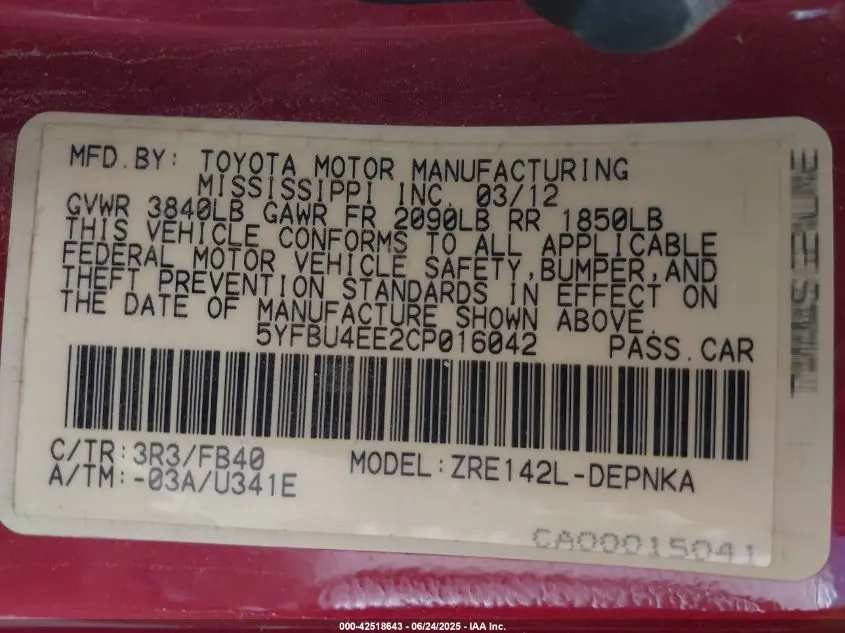 MFD.BY: TOYOTA MOTOR MANUFACTURING
MISSISSIPPI INC. 03/12
GVWR 3840LB GAWR FR 2090LB RR 1850LB
THIS VEHICLE CONFORMS TO ALL APPLICABLE
FEDERAL MOTOR VEHICLE SAFETY,BUMPER,AND
THEFT PREVENTION STANDARDS IN EFFECT ON
THE DATE OF MANUFACTURE SHOWN ABOVE.
5YFBU4EE2CP016042 PASS.CAR
C/TR:3R3/FB40 MODEL:ZRE142L-DEPNKA
A/TM:-03A/U341E
CA00015041
000-42518643 - 06/24/2025 - IAA Inc.